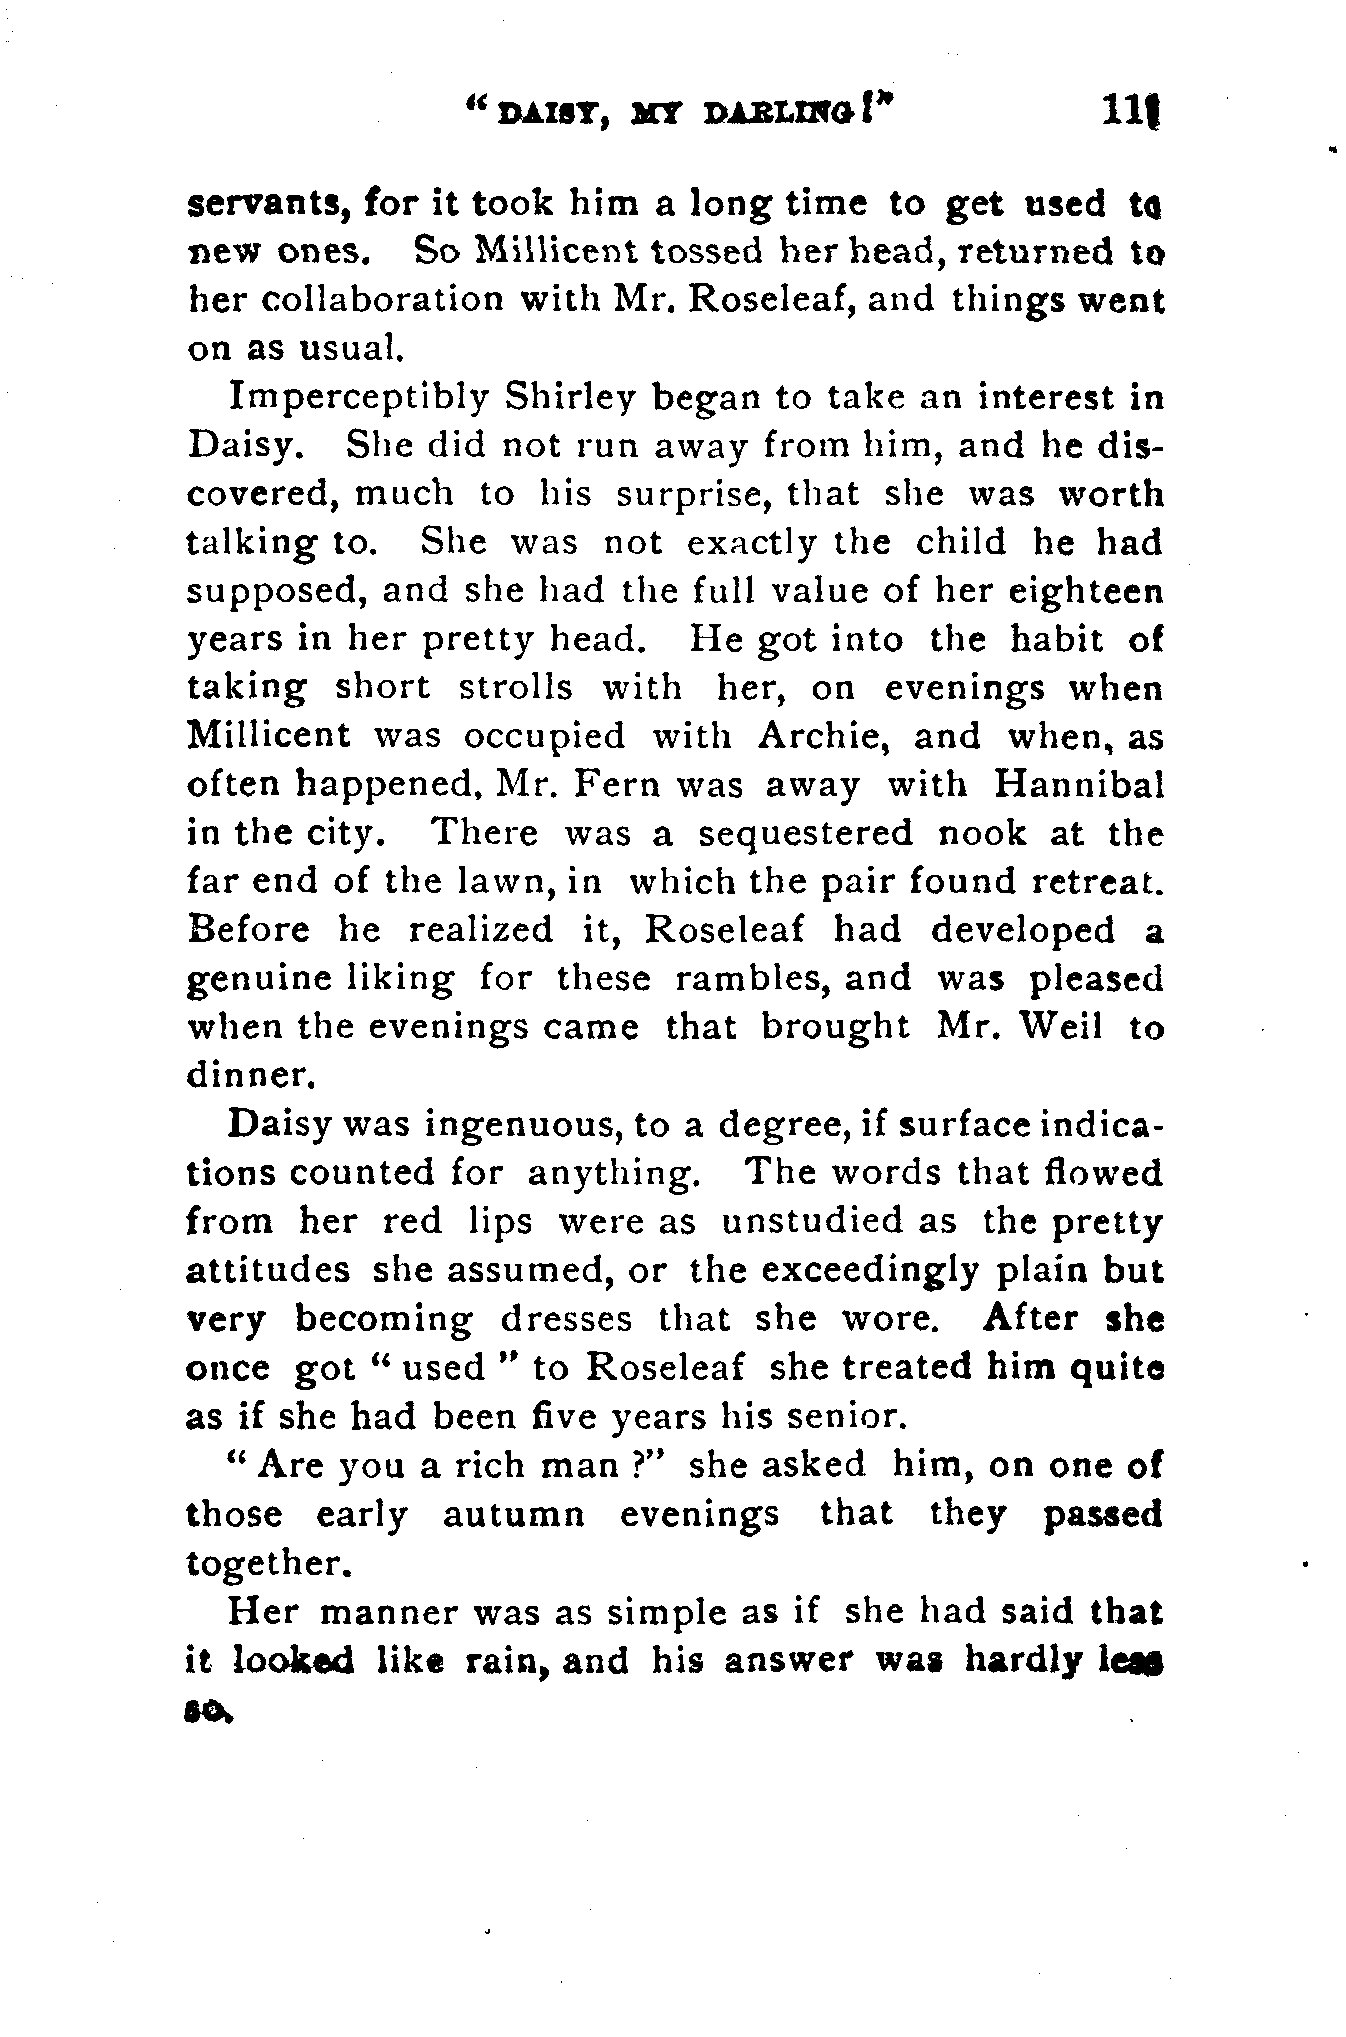 “ DAISY, MY DARLING!” 111
servants, for it took him a long time to get used to
new ones. So Millicent tossed her head, returned to
her collaboration with Mr. Roseleaf, and things went
on as usual.
Imperceptibly Shirley began to take an interest in
Daisy. She did not run away from him, and he dis-
covered, much to his surprise, that she was worth
talking to. She was not exactly the child he had
supposed, and she had the full value of her eighteen
years in her pretty head. He got into the habit of
taking short strolls with her, on evenings when
Millicent was occupied with Archie, and when, as
often happened, Mr. Fern was away with Hannibal
in the city. There was a sequestered nook at the
far end of the lawn, in which the pair found retreat.
Before he realized it, Roseleaf had developed a
genuine liking for these rambles, and was pleased
when the evenings came that brought Mr. Weil to
dinner.
Daisy was ingenuous, to a degree, if surface indica-
tions counted for anything. The words that flowed
from her red lips were as unstudied as the pretty
attitudes she assumed, or the exceedingly plain but
very becoming dresses that she wore. After she
once got “ used ” to Roseleaf she treated him quite
as if she had been five years his senior.
“ Are you a rich man ?” she asked him, on one of
those early autumn evenings that they passed
together.
Her manner was as simple as if she had said that
it looked like rain, and his answer was hardly less
so.